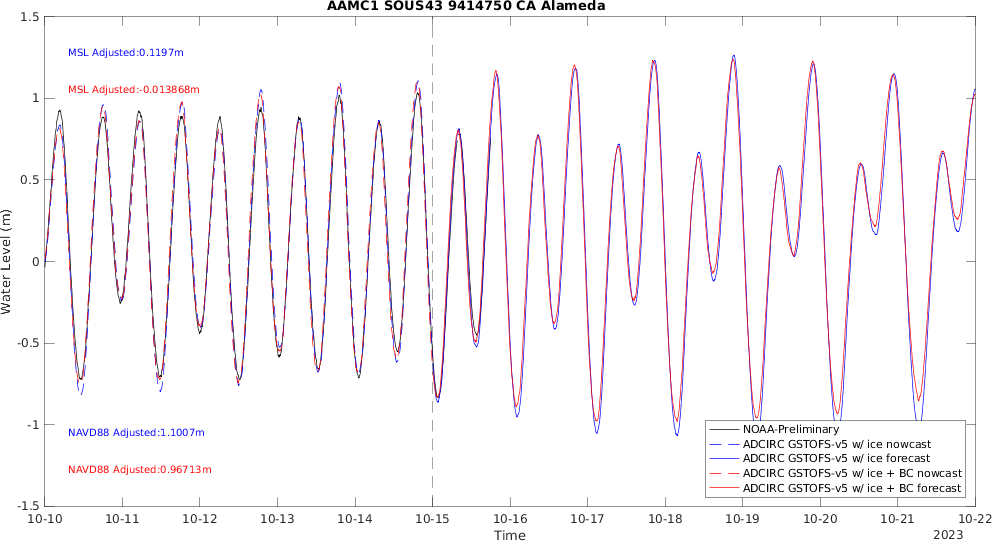 AAMC1 SOUS43 9414750 CA Alameda
1.5
MSL Adjusted:0.1197m
MSL Adjusted:-0.013868m
1
0.5
0
-0.5
-1
-1.5
Water Level (m)
NAVD88 Adjusted:1.1007m
NAVD88 Adjusted:0.96713m
NOAA-Preliminary
ADCIRC GSTOFS-v5 w/ ice nowcast
ADCIRC GSTOFS-v5 w/ ice forecast
ADCIRC GSTOFS-v5 w/ ice + BC nowcast
ADCIRC GSTOFS-v5 w/ ice + BC forecast
10-10 10-11 10-12 10-13 10-14 10-15 10-16 10-17 10-18 10-19 10-20 10-21 10-22
Time
2023